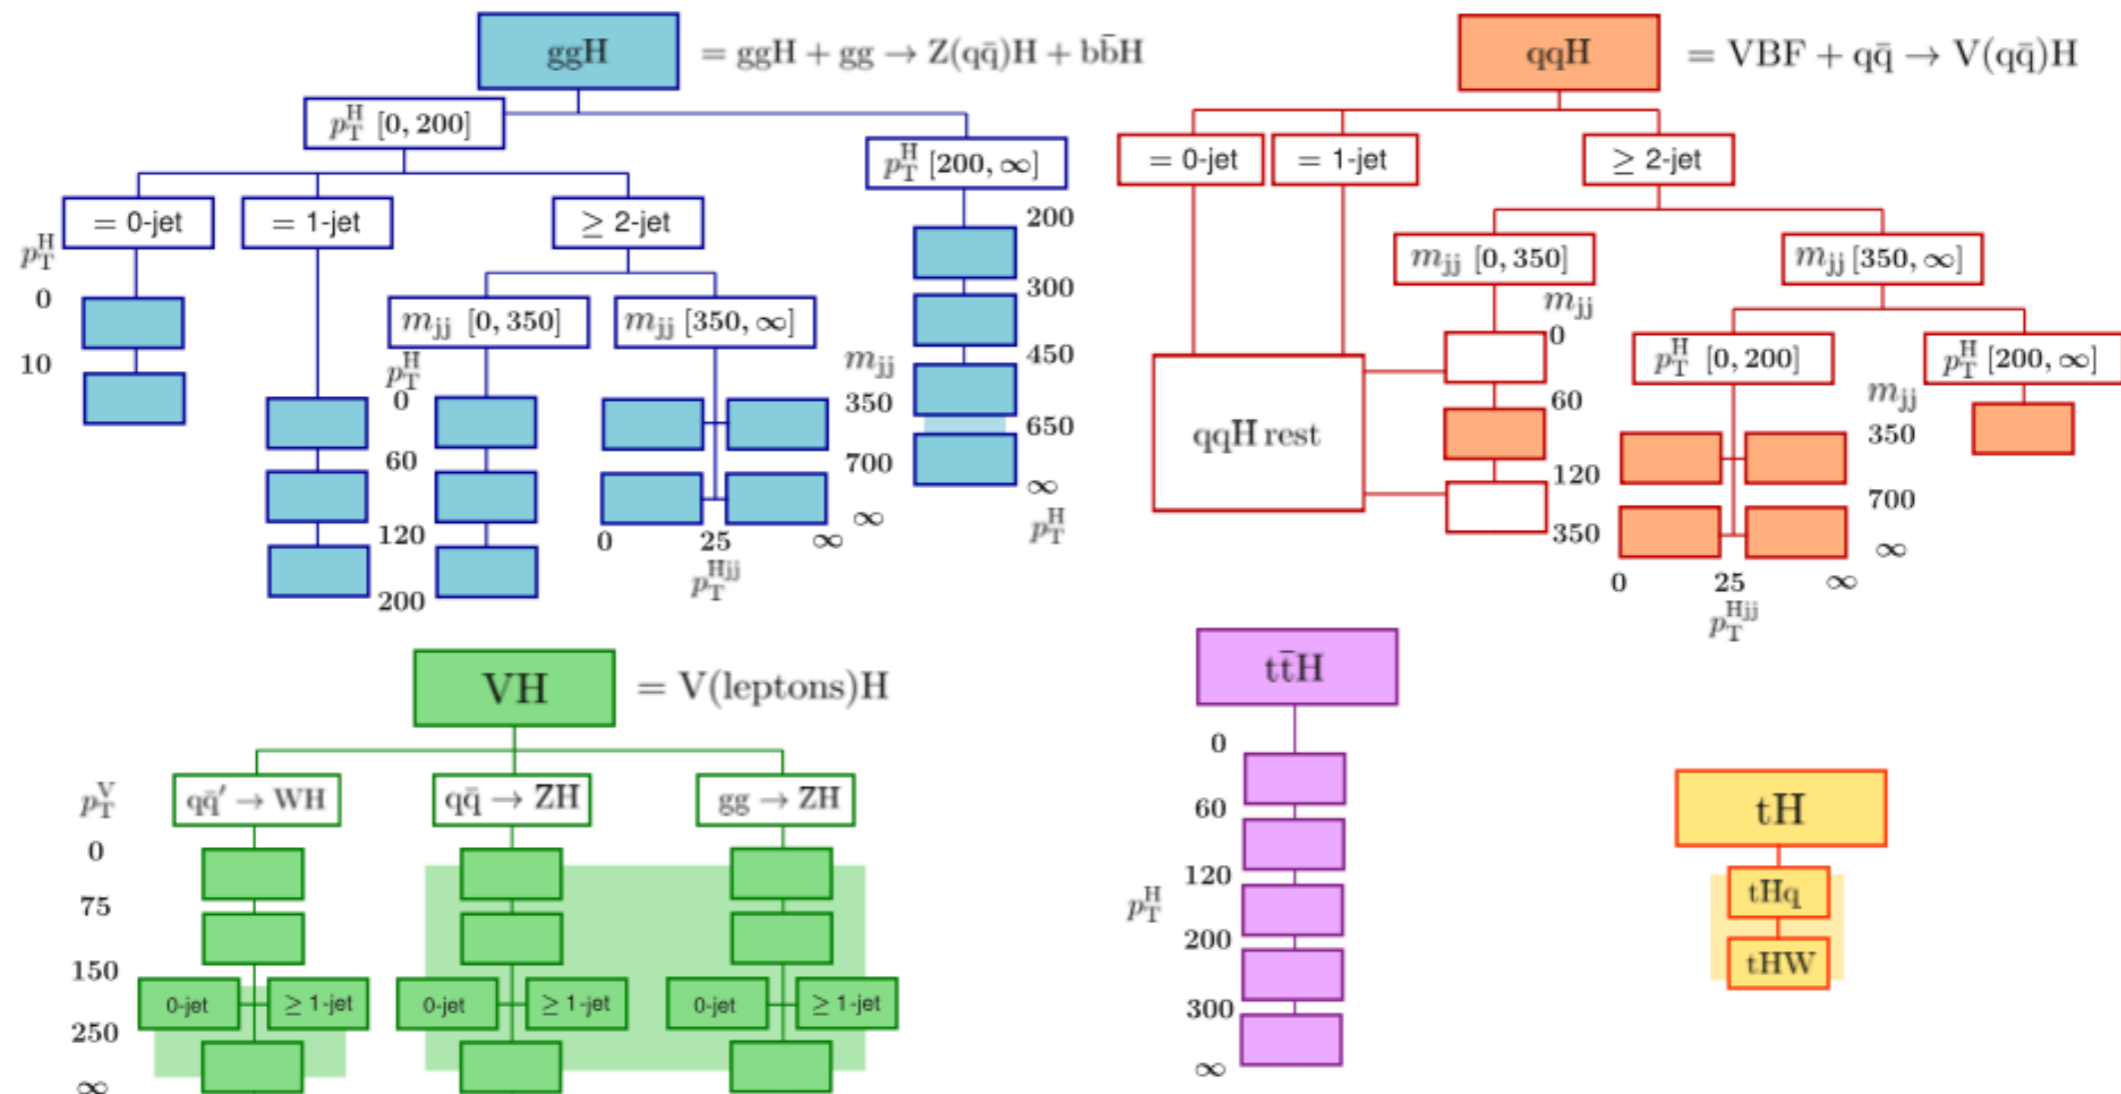 ggH = ggH + gg → Z(qq̄)H + bb̄H
p_T^H [0, 200]
p_T^H [200, ∞]
= 0-jet
= 1-jet
≥ 2-jet
p_T^H
0
10
m_jj [0, 350]
m_jj [350, ∞]
p_T^H
0
60
120
200
m_jj
350
700
∞
0 25 ∞
p_T^Hjj
200
300
450
650
∞
p_T^H
qqH = VBF + qq̄ → V(qq̄)H
= 0-jet
= 1-jet
≥ 2-jet
m_jj [0, 350]
m_jj [350, ∞]
m_jj
0
60
120
350
qqH rest
p_T^H [0, 200]
p_T^H [200, ∞]
m_jj
350
700
∞
0 25 ∞
p_T^Hjj
VH = V(leptons)H
qq̄′ → WH
qq̄ → ZH
gg → ZH
p_T^V
0
75
150
250
∞
0-jet ≥ 1-jet
0-jet ≥ 1-jet
0-jet ≥ 1-jet
tt̄H
0
60
120
p_T^H
200
300
∞
tH
tHq
tHW